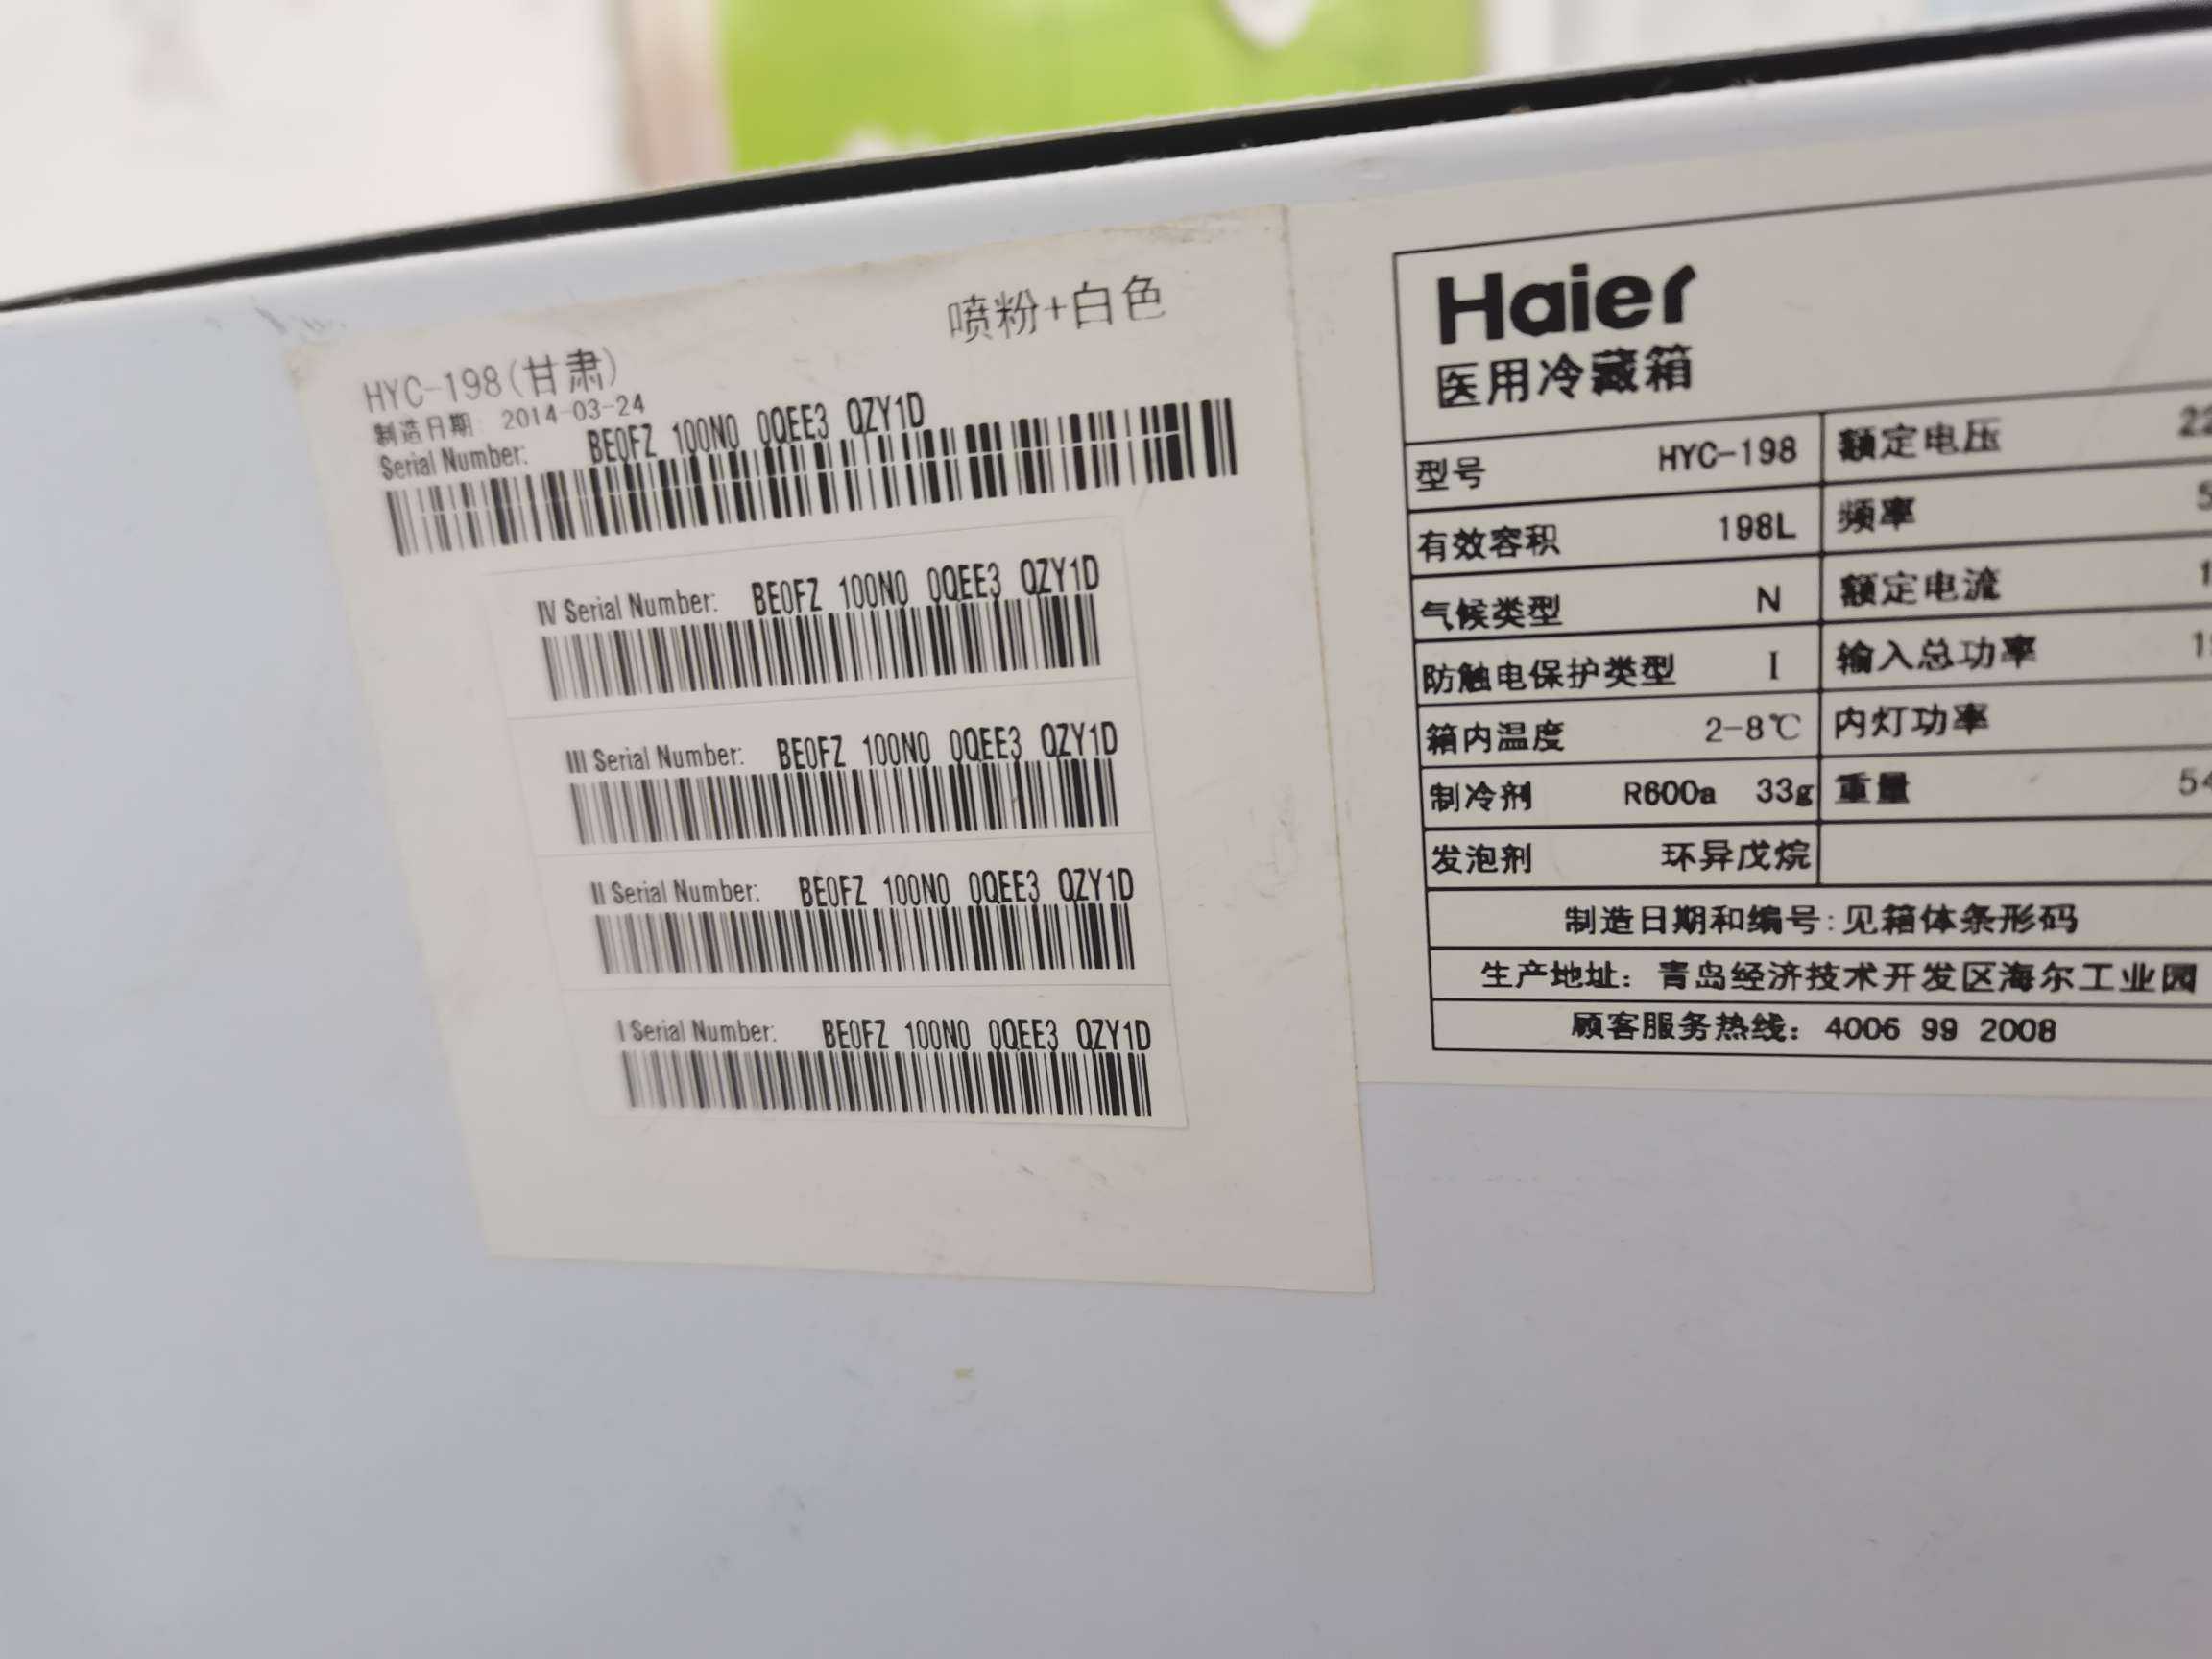 喷粉+白色
HYC-198(甘肃)
制造日期: 2014-03-24
Serial Number: BE0FZ 100N0 0QEE3 QZY1D
IV Serial Number: BE0FZ 100N0 0QEE3 QZY1D
III Serial Number: BE0FZ 100N0 0QEE3 QZY1D
II Serial Number: BE0FZ 100N0 0QEE3 QZY1D
I Serial Number: BE0FZ 100N0 0QEE3 QZY1D
Haier
医用冷藏箱
型号 HYC-198 额定电压
有效容积 198L 频率
气候类型 N 额定电流
防触电保护类型 I 输入总功率
箱内温度 2-8℃ 内灯功率
制冷剂 R600a 33g 重量
发泡剂 环异戊烷
制造日期和编号:见箱体条形码
生产地址: 青岛经济技术开发区海尔工业园
顾客服务热线: 4006 99 2008